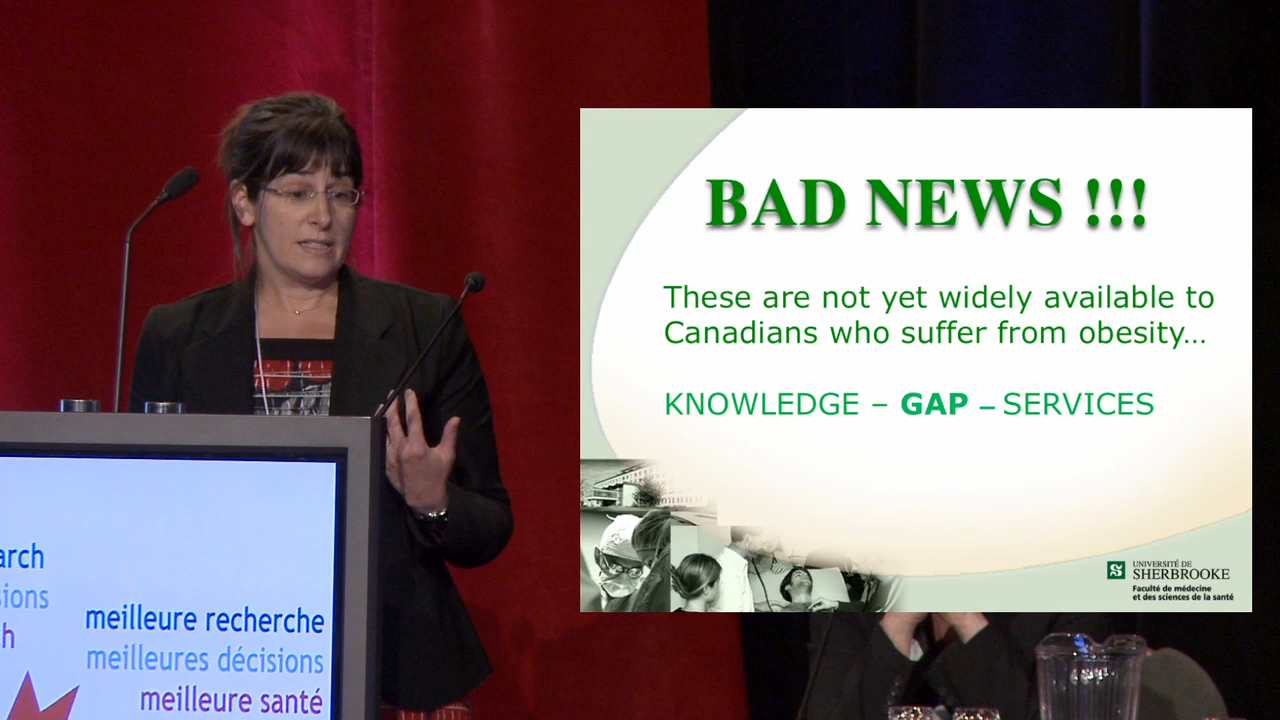 BAD NEWS !!!
These are not yet widely available to
Canadians who suffer from obesity...
KNOWLEDGE – GAP – SERVICES
UNIVERSITÉ DE
SHERBROOKE
Faculté de médecine
et des sciences de la santé
arch
sions
h
meilleure recherche
meilleures décisions
meilleure santé